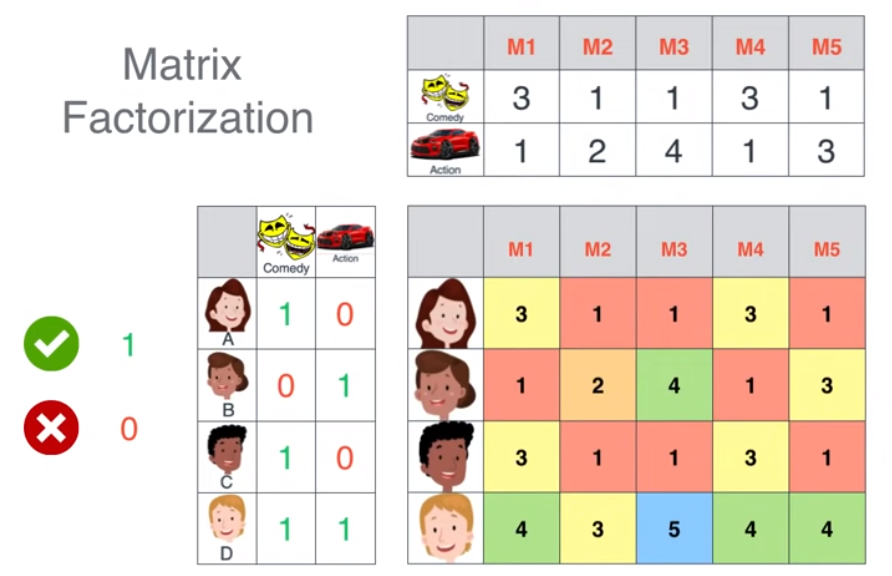 Matrix
Factorization
M1 M2 M3 M4 M5
Comedy 3 1 1 3 1
Action 1 2 4 1 3
Comedy Action
A 1 0
B 0 1
C 1 0
D 1 1
1
0
M1 M2 M3 M4 M5
3 1 1 3 1
1 2 4 1 3
3 1 1 3 1
4 3 5 4 4